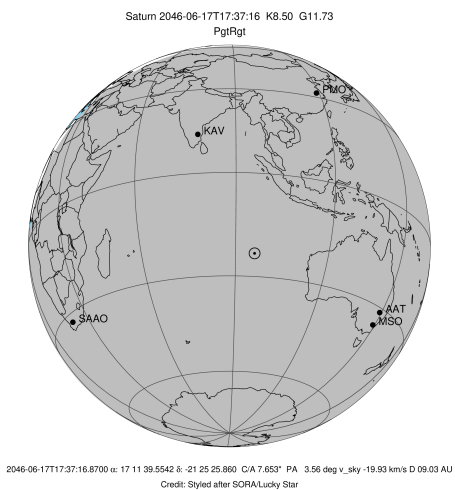 Saturn 2046-06-17T17:37:16 K8.50 G11.73
PgtRgt
PMO
KAV
AAT
MSO
SAAO
2046-06-17T17:37:16.8700 α: 17 11 39.5542 δ: -21 25 25.860 C/A 7.653" PA 3.56 deg v_sky -19.93 km/s D 09.03 AU
Credit: Styled after SORA/Lucky Star